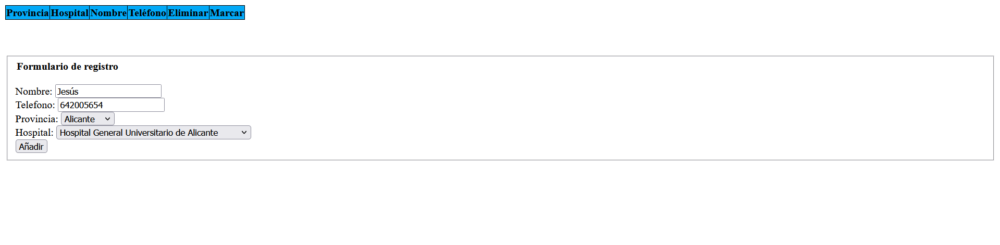 Provincia Hospital Nombre Teléfono Eliminar Marcar
Formulario de registro
Nombre: Jesús
Telefono: 642005654
Provincia: Alicante
Hospital: Hospital General Universitario de Alicante
Añadir